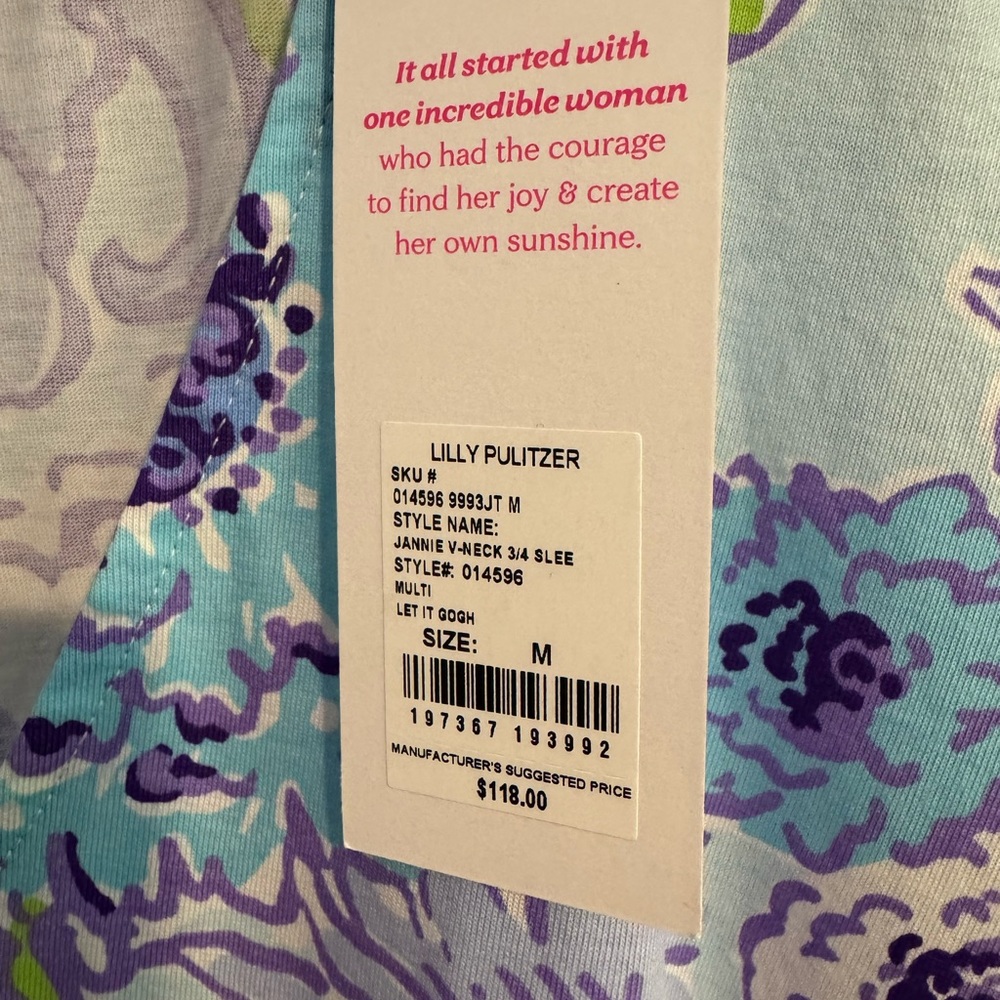 It all started with
one incredible woman
who had the courage
to find her joy & create
her own sunshine.
LILLY PULITZER
SKU #
014596 9993JT M
STYLE NAME:
JANNIE V-NECK 3/4 SLEE
STYLE#: 014596
MULTI
LET IT GOGH
SIZE: M
197367 193992
MANUFACTURER'S SUGGESTED PRICE
$118.00